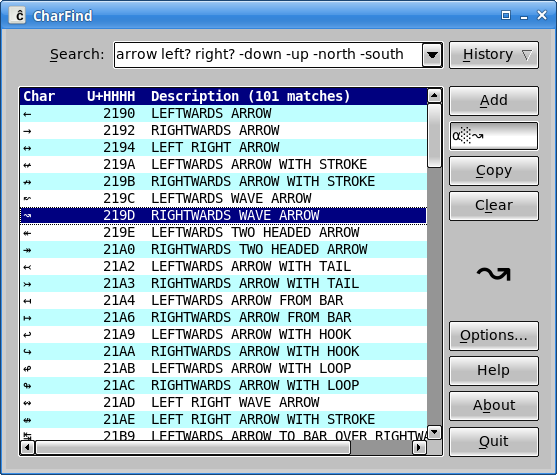 ĉ CharFind
Search: arrow left? right? -down -up -north -south History ▽
Char U+HHHH Description (101 matches)
← 2190 LEFTWARDS ARROW
→ 2192 RIGHTWARDS ARROW
↔ 2194 LEFT RIGHT ARROW
↚ 219A LEFTWARDS ARROW WITH STROKE
↛ 219B RIGHTWARDS ARROW WITH STROKE
↜ 219C LEFTWARDS WAVE ARROW
↝ 219D RIGHTWARDS WAVE ARROW
↞ 219E LEFTWARDS TWO HEADED ARROW
↠ 21A0 RIGHTWARDS TWO HEADED ARROW
↢ 21A2 LEFTWARDS ARROW WITH TAIL
↣ 21A3 RIGHTWARDS ARROW WITH TAIL
↤ 21A4 LEFTWARDS ARROW FROM BAR
↦ 21A6 RIGHTWARDS ARROW FROM BAR
↩ 21A9 LEFTWARDS ARROW WITH HOOK
↪ 21AA RIGHTWARDS ARROW WITH HOOK
↫ 21AB LEFTWARDS ARROW WITH LOOP
↬ 21AC RIGHTWARDS ARROW WITH LOOP
↭ 21AD LEFT RIGHT WAVE ARROW
↮ 21AE LEFT RIGHT ARROW WITH STROKE
↹ 21B9 LEFTWARDS ARROW TO BAR OVER RIGHTWA
Add
α░↝
Copy
Clear
↝
Options...
Help
About
Quit